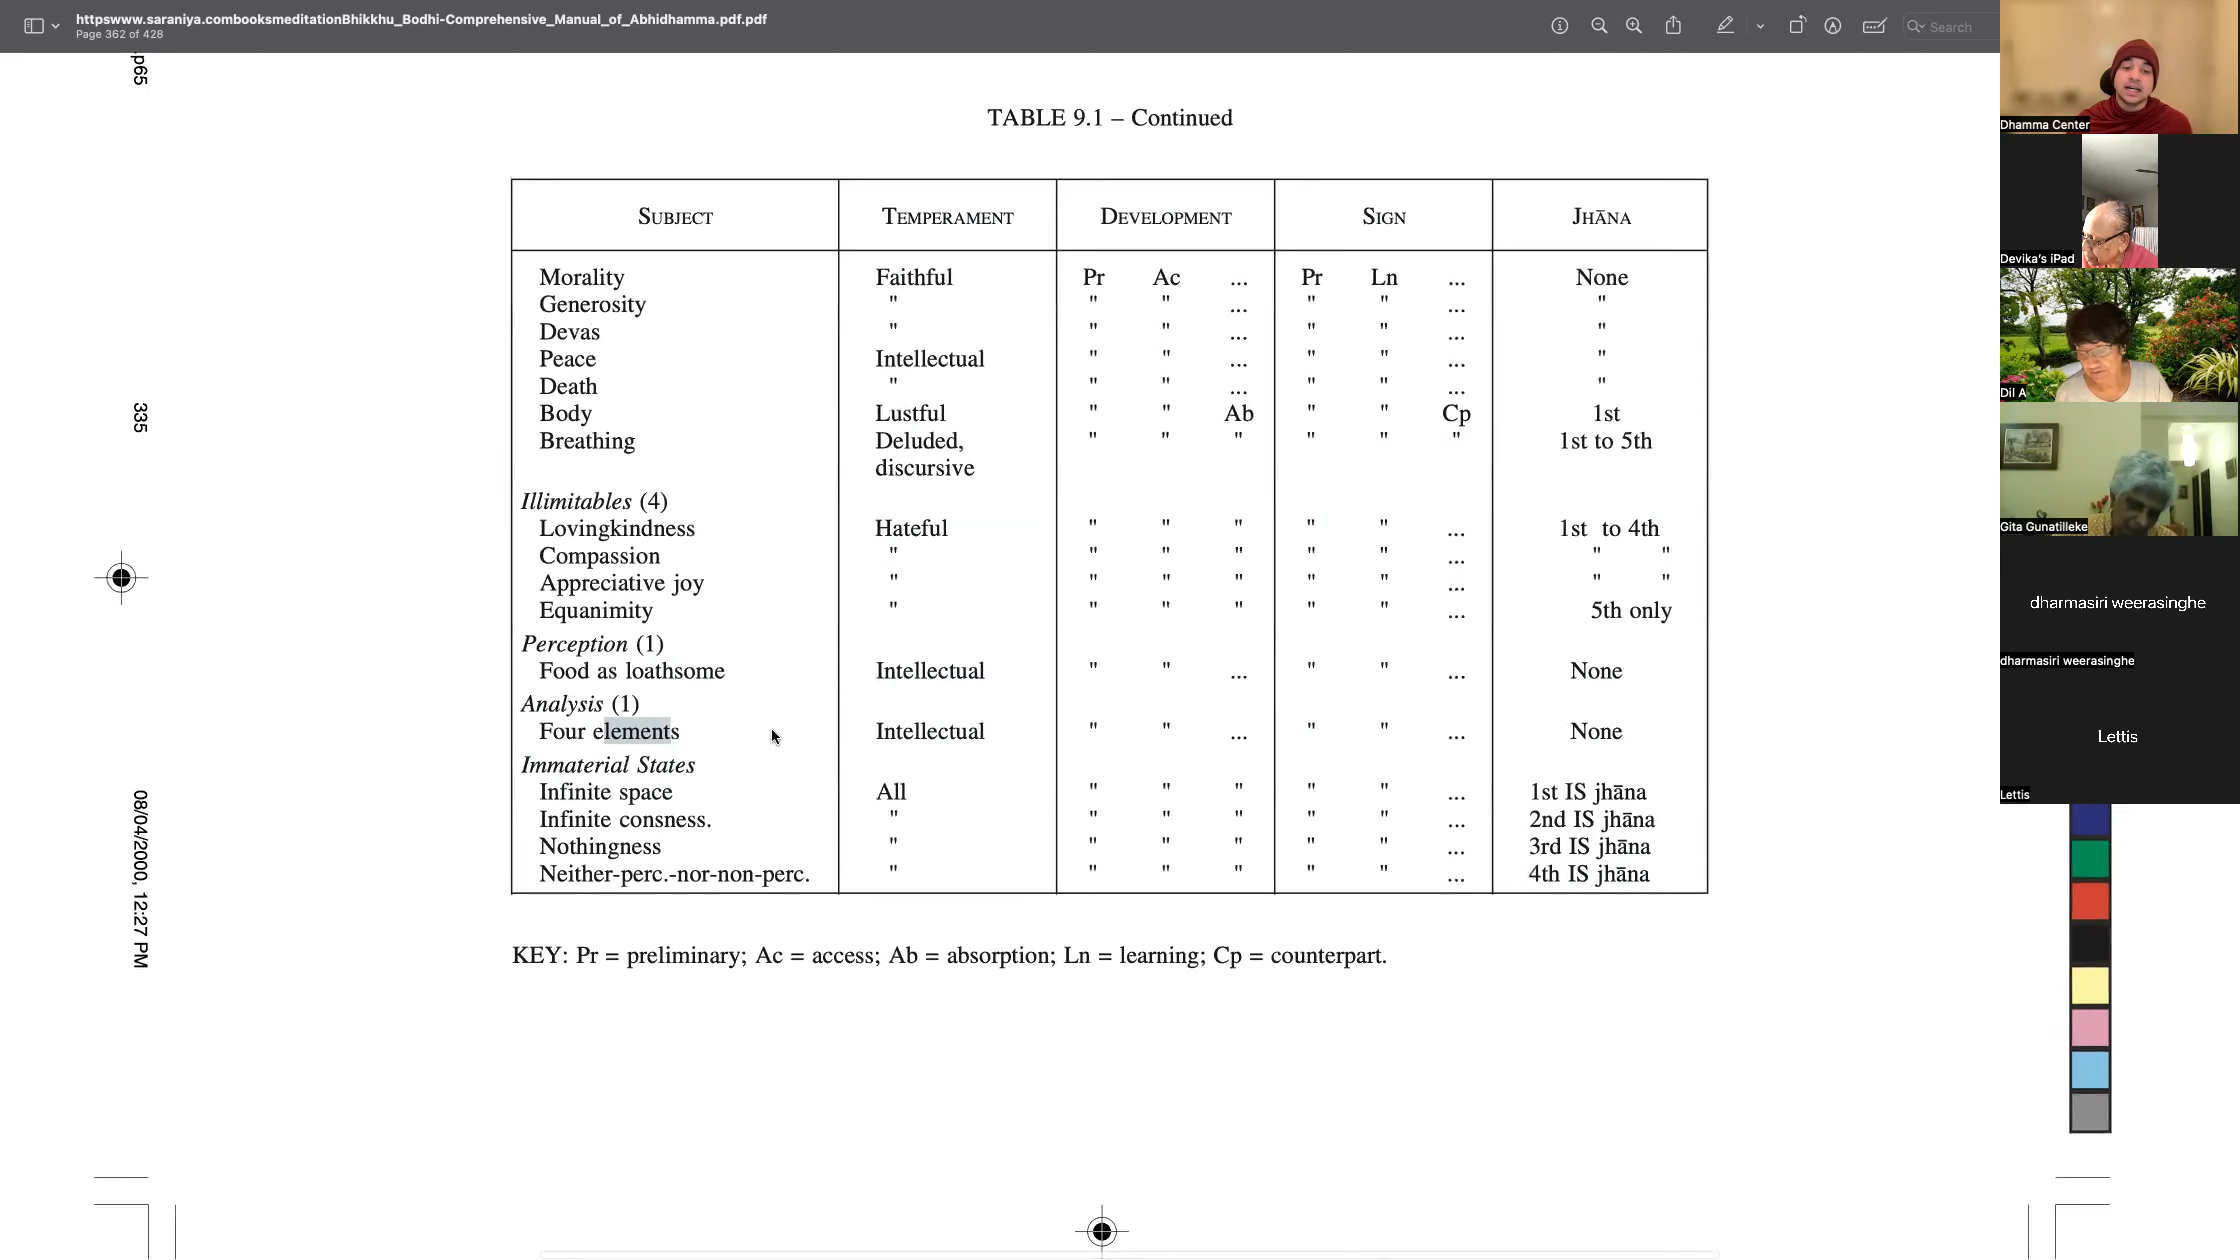 httpswww.saraniya.combooksmeditationBhikkhu_Bodhi-Comprehensive_Manual_of_Abhidhamma.pdf.pdf
Page 362 of 428
Search
.p65
335
08/04/2000, 12:27 PM
TABLE 9.1 – Continued
SUBJECT TEMPERAMENT DEVELOPMENT SIGN JHĀNA
Morality Faithful Pr Ac ... Pr Ln ... None
Generosity " " " ... " " ... "
Devas " " " ... " " ... "
Peace Intellectual " " ... " " ... "
Death " " " ... " " ... "
Body Lustful " " Ab " " Cp 1st
Breathing Deluded, " " " " " " 1st to 5th
discursive
Illimitables (4)
Lovingkindness Hateful " " " " " ... 1st to 4th
Compassion " " " " " " ... " "
Appreciative joy " " " " " " ... " "
Equanimity " " " " " " ... 5th only
Perception (1)
Food as loathsome Intellectual " " ... " " ... None
Analysis (1)
Four elements Intellectual " " ... " " ... None
Immaterial States
Infinite space All " " " " " ... 1st IS jhāna
Infinite consness. " " " " " " ... 2nd IS jhāna
Nothingness " " " " " " ... 3rd IS jhāna
Neither-perc.-nor-non-perc. " " " " " " ... 4th IS jhāna
KEY: Pr = preliminary; Ac = access; Ab = absorption; Ln = learning; Cp = counterpart.
Dhamma Center
Devika's iPad
Dil A
Gita Gunatilleke
dharmasiri weerasinghe
dharmasiri weerasinghe
Lettis
Lettis